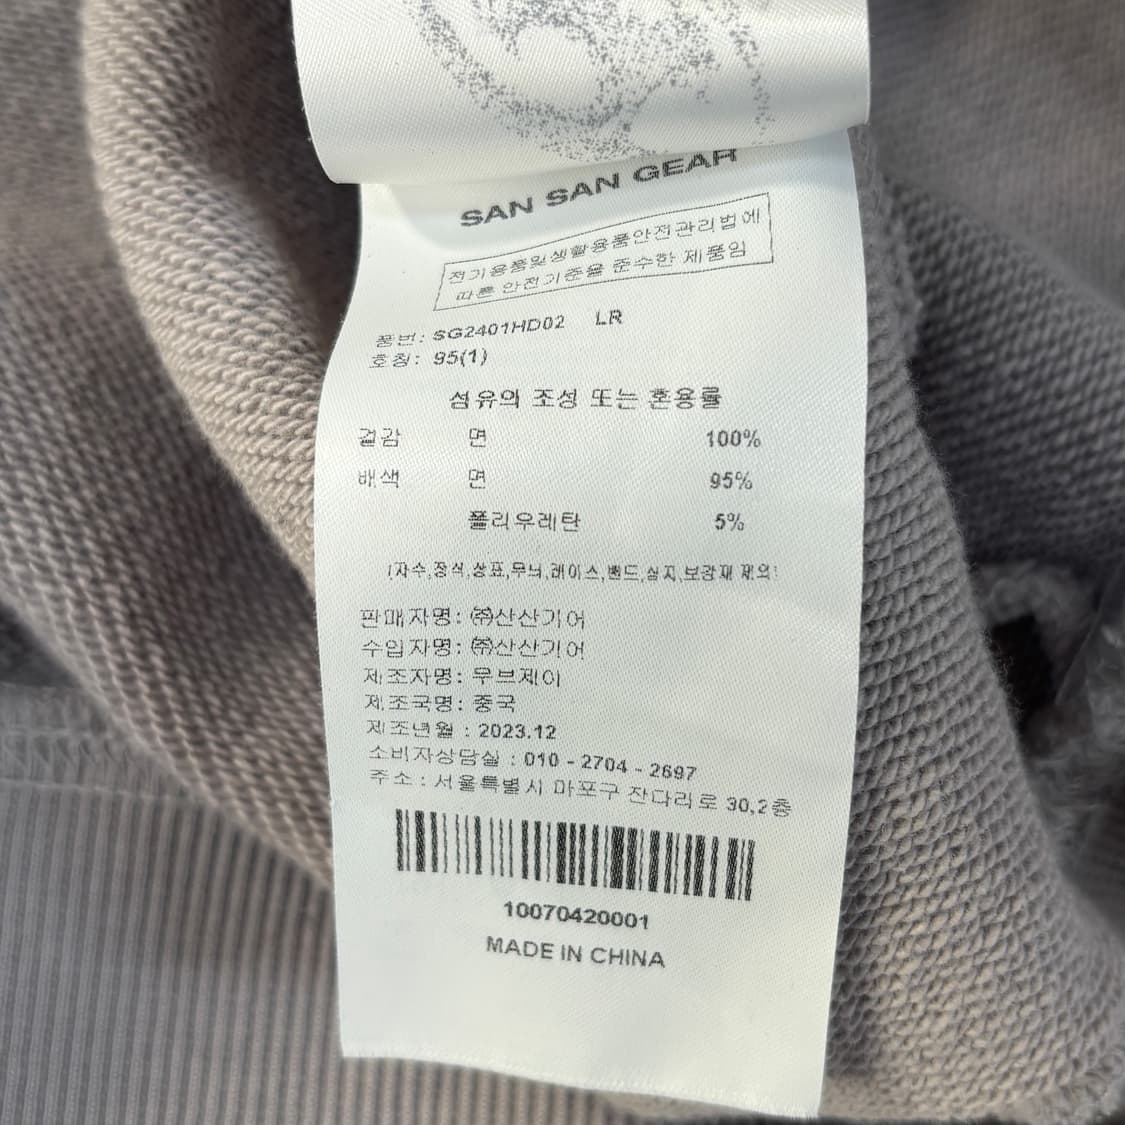 SAN SAN GEAR
전기용품및생활용품안전관리법에
따른 안전기준을 준수한 제품임
품번: SG2401HD02 LR
호칭: 95(1)
섬유의 조성 또는 혼용률
겉감 면 100%
배색 면 95%
폴리우레탄 5%
(자수,장식,상표,무늬,레이스,밴드,심지,보강재 제외)
판매자명: ㈜산산기어
수입자명: ㈜산산기어
제조자명: 무브제이
제조국명: 중국
제조년월 : 2023.12
소비자상담실 : 010 - 2704 - 2697
주소 : 서울특별시 마포구 잔다리로 30,2층
10070420001
MADE IN CHINA